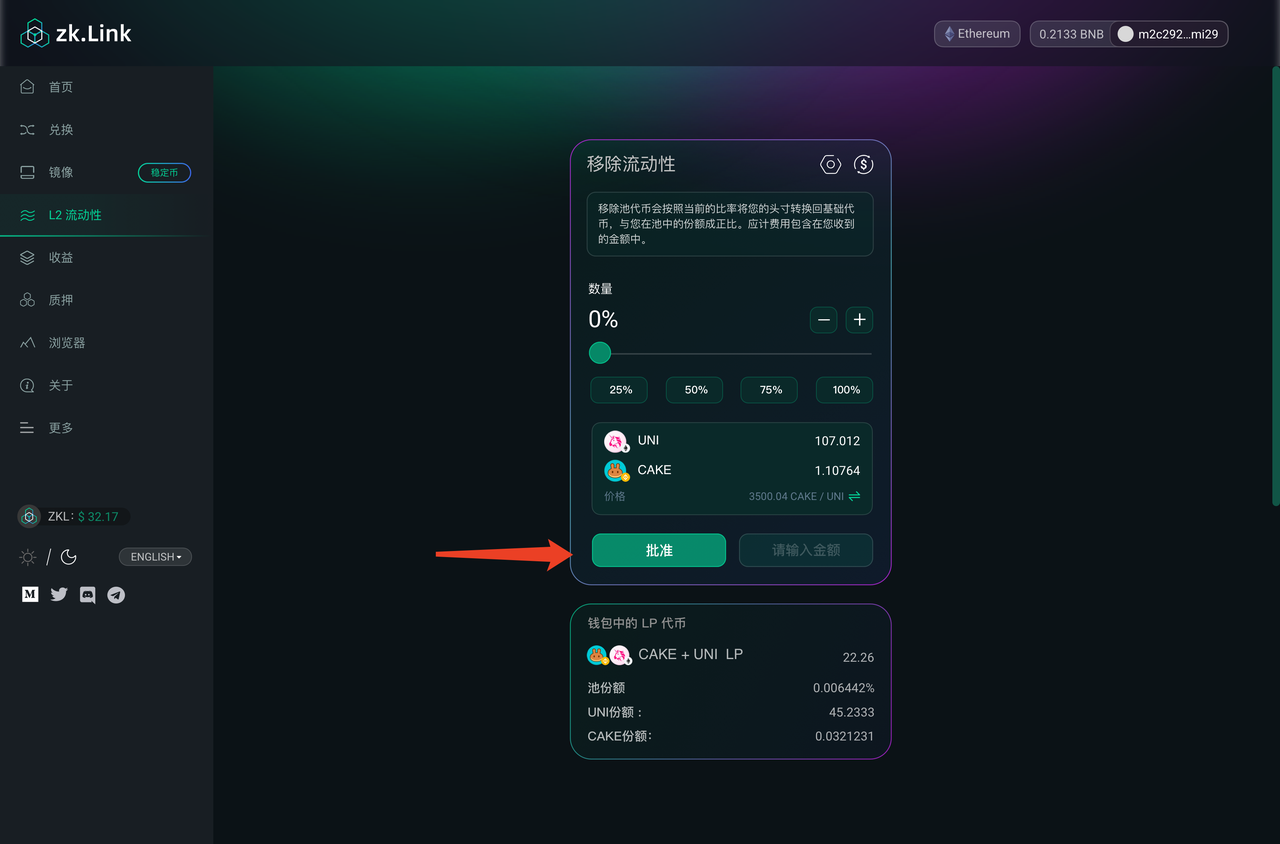 zk.Link
Ethereum
0.2133 BNB
m2c292...mi29
首页
兑换
镜像
稳定币
L2 流动性
收益
质押
浏览器
关于
更多
ZKL: $ 32.17
ENGLISH
M
移除流动性
移除池代币会按照当前的比率将您的头寸转换回基础代
币，与您在池中的份额成正比。应计费用包含在您收到
的金额中。
数量
0%
25%
50%
75%
100%
UNI
107.012
CAKE
1.10764
价格
3500.04 CAKE / UNI
批准
请输入金额
钱包中的 LP 代币
CAKE + UNI LP
22.26
池份额
0.006442%
UNI份额：
45.2333
CAKE份额：
0.0321231